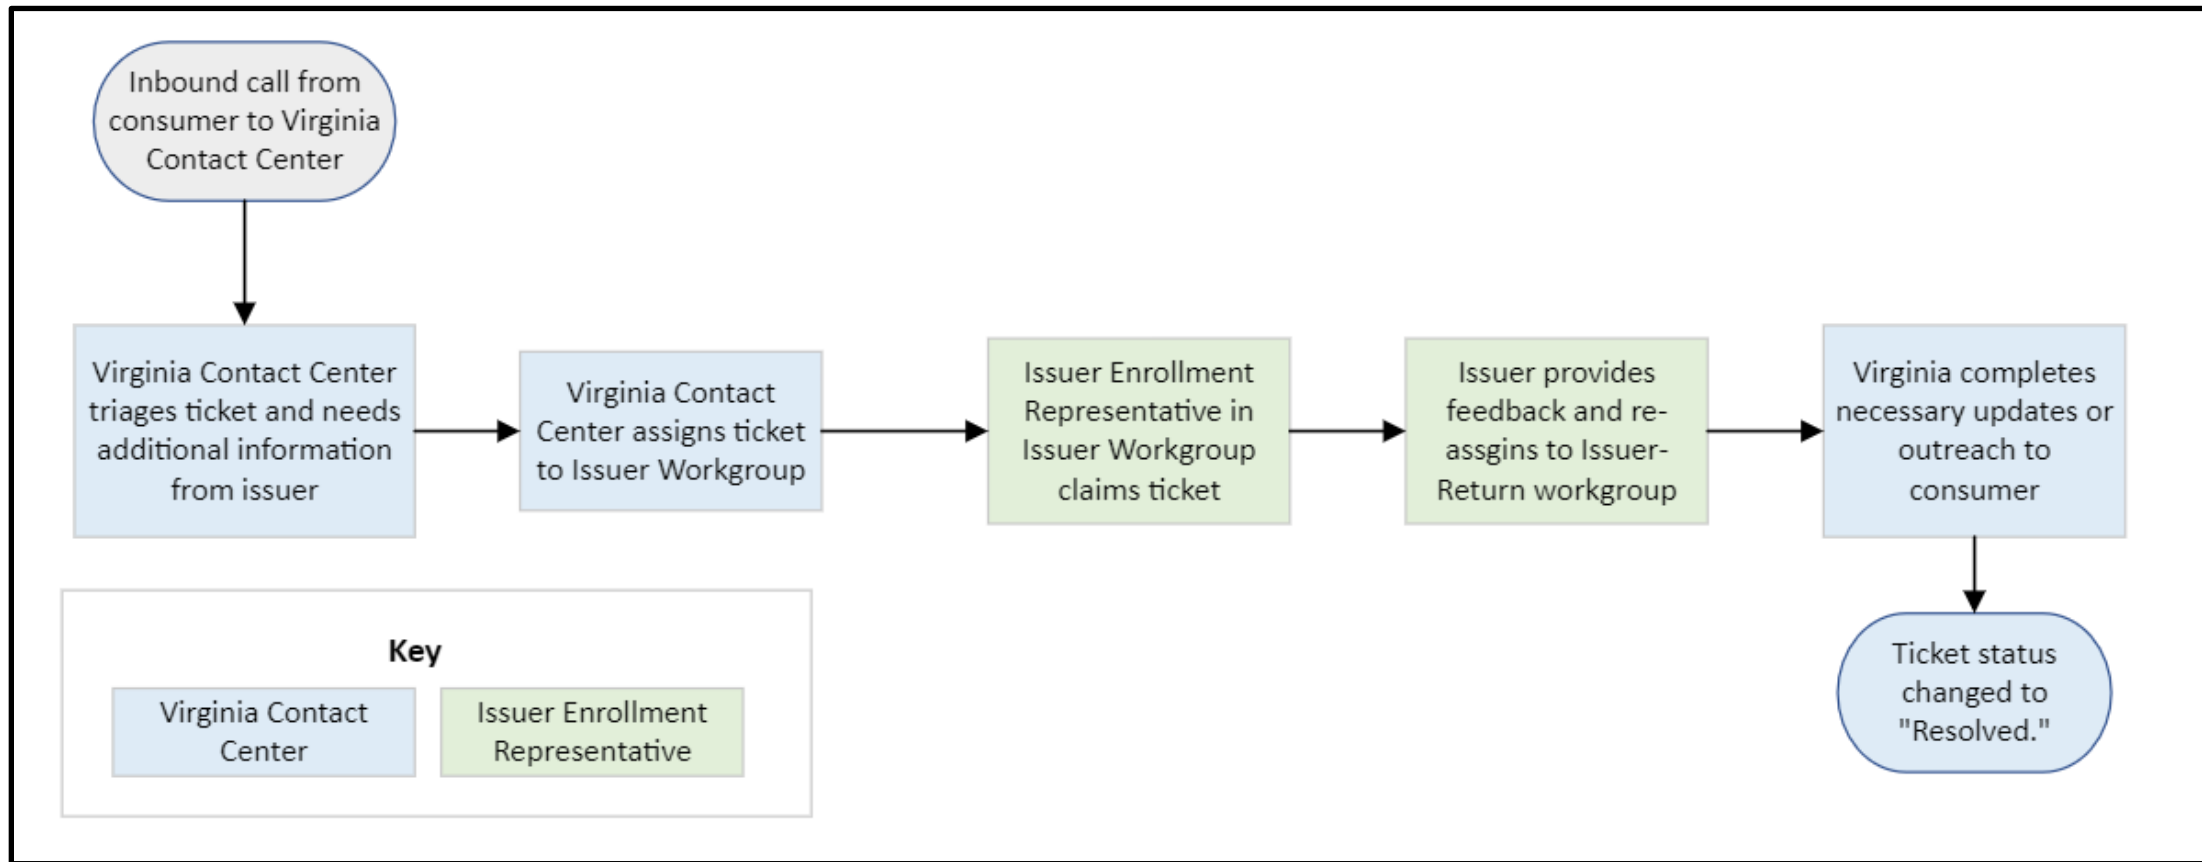 Inbound call from
consumer to Virginia
Contact Center
Virginia Contact Center
triages ticket and needs
additional information
from issuer
Virginia Contact
Center assigns ticket
to Issuer Workgroup
Issuer Enrollment
Representative in
Issuer Workgroup
claims ticket
Issuer provides
feedback and re-
assgins to Issuer-
Return workgroup
Virginia completes
necessary updates or
outreach to
consumer
Ticket status
changed to
"Resolved."
Key
Virginia Contact
Center
Issuer Enrollment
Representative